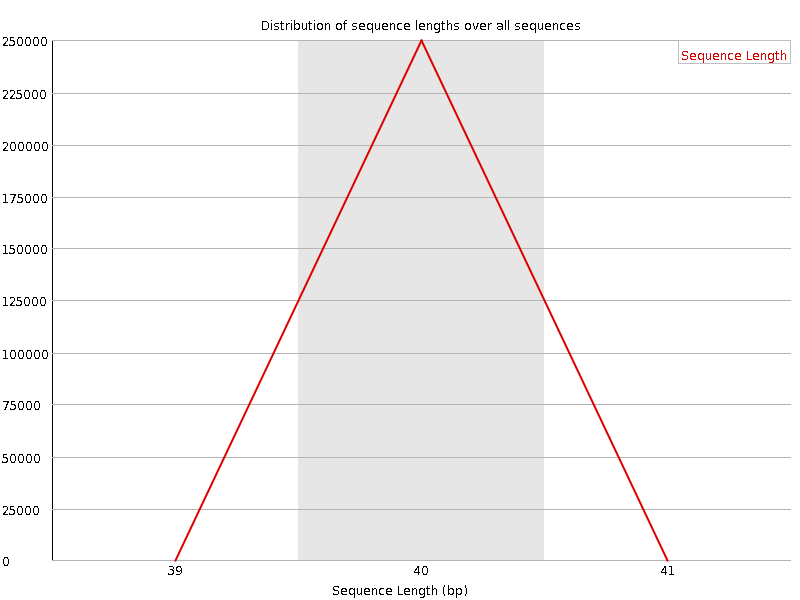 Distribution of sequence lengths over all sequences
Sequence Length
250000
225000
200000
175000
150000
125000
100000
75000
50000
25000
0
39 40 41
Sequence Length (bp)